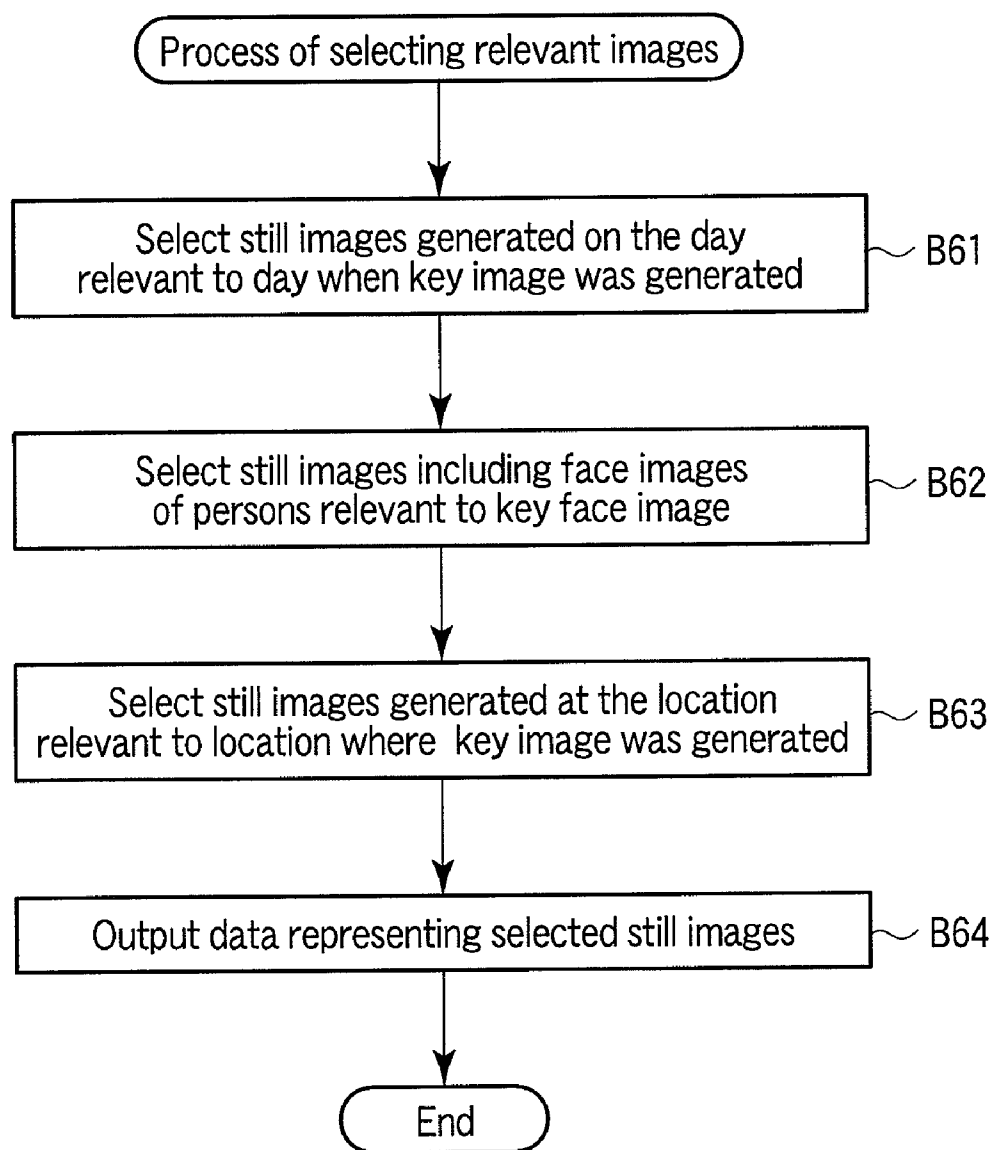 Process of selecting relevant images
Select still images generated on the day
relevant to day when key image was generated
B61
Select still images including face images
of persons relevant to key face image
B62
Select still images generated at the location
relevant to location where key image was generated
B63
Output data representing selected still images
B64
End